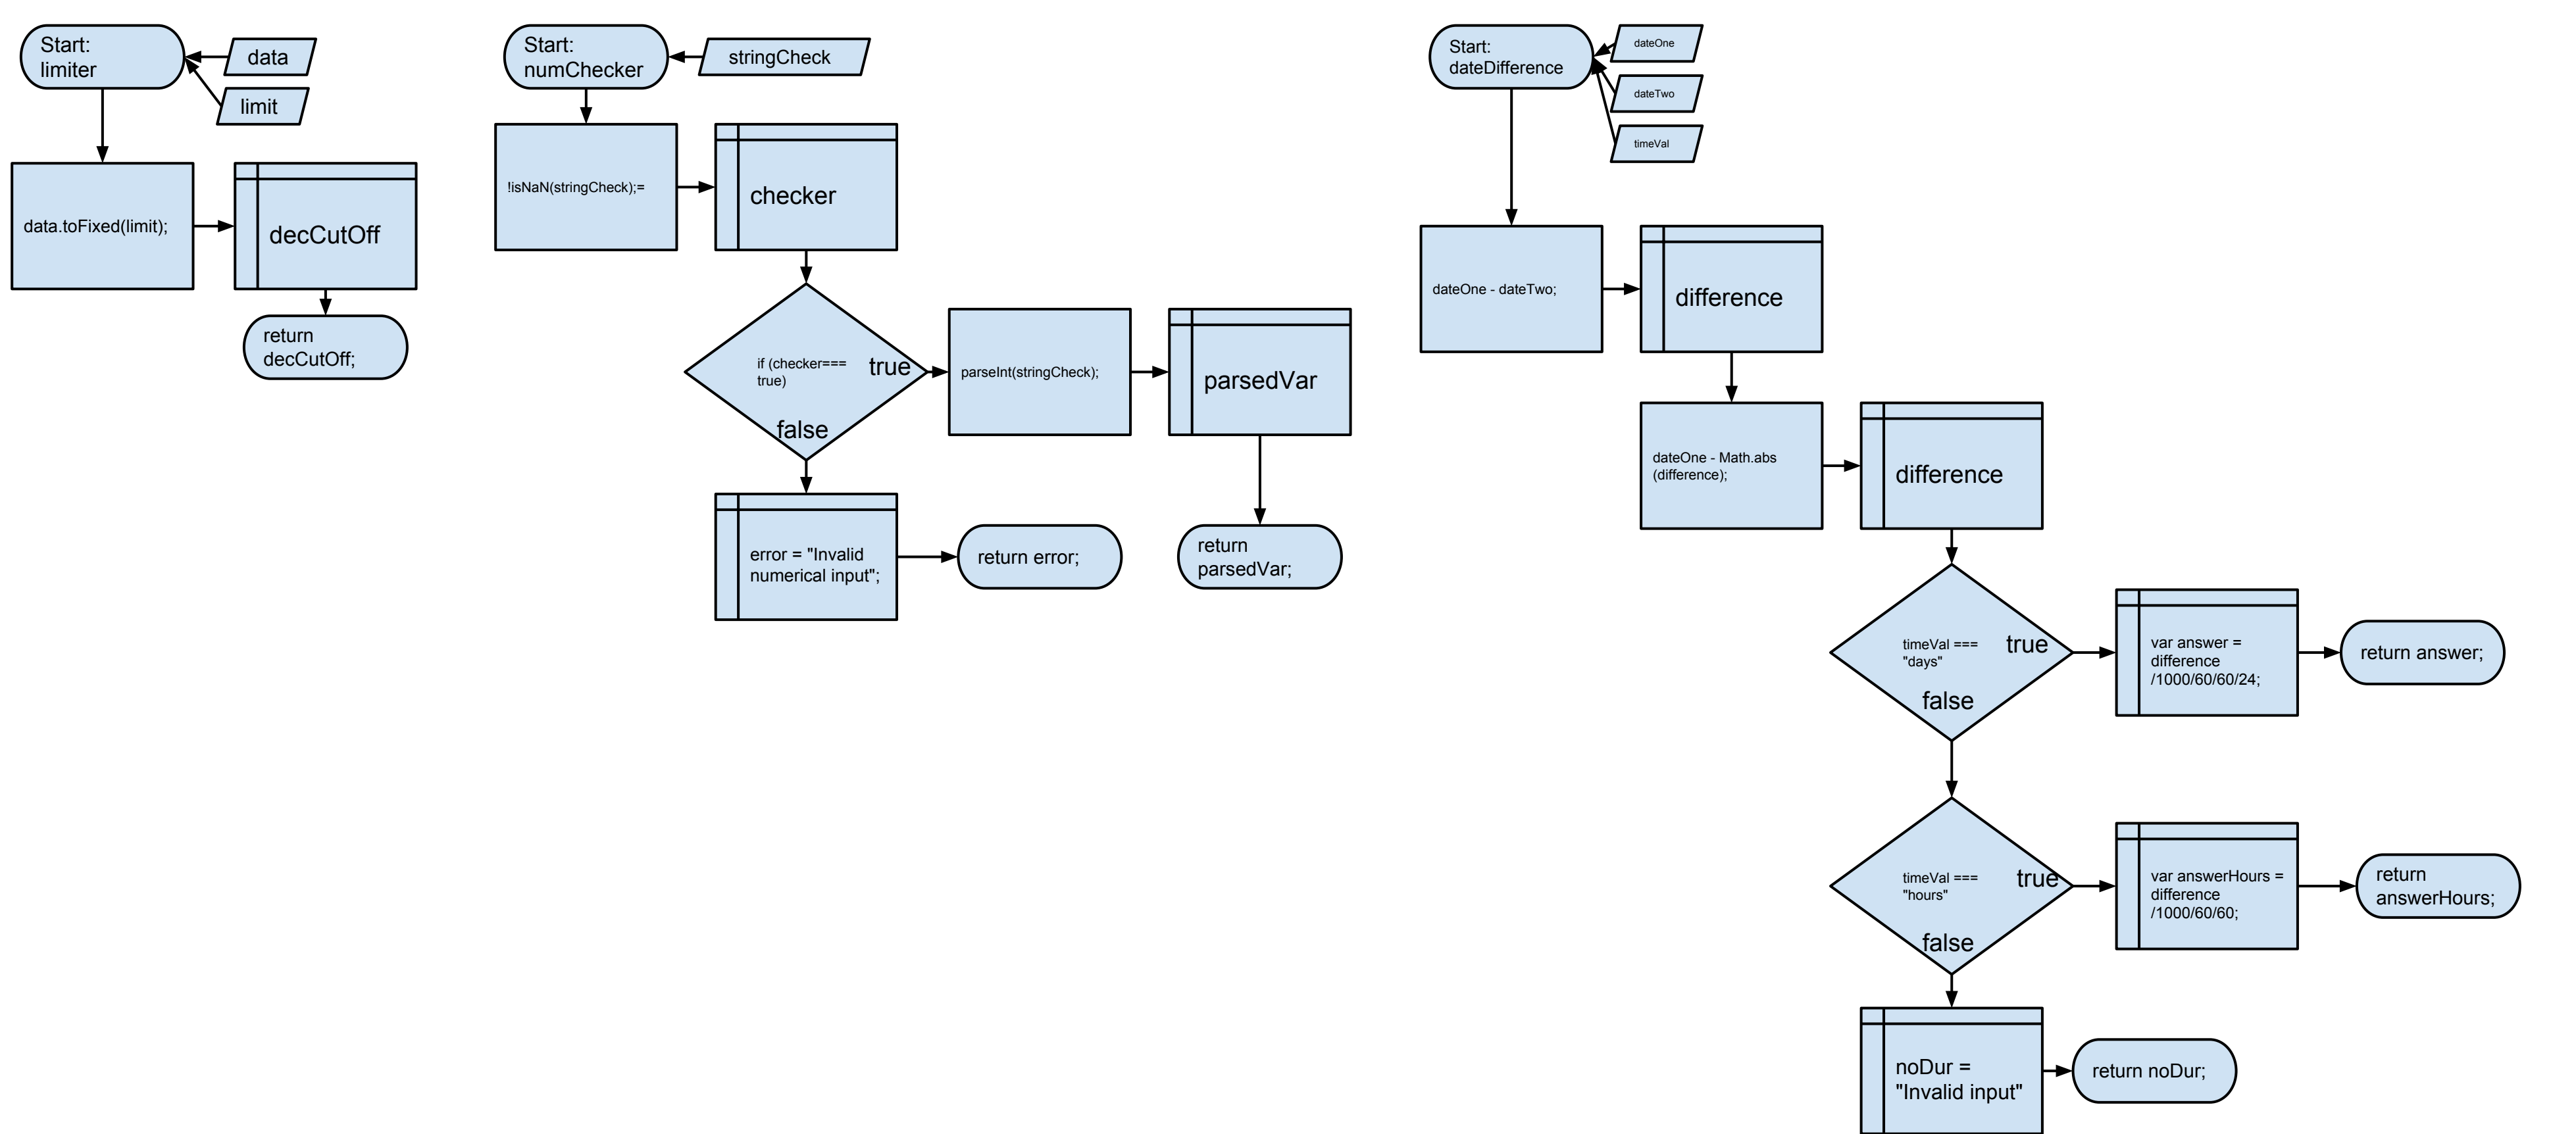 Start:
limiter
data
limit
data.toFixed(limit);
decCutOff
return
decCutOff;
Start:
numChecker
stringCheck
!isNaN(stringCheck);=
checker
if (checker===
true)
true
false
parseInt(stringCheck);
parsedVar
return
parsedVar;
error = "Invalid
numerical input";
return error;
Start:
dateDifference
dateOne
dateTwo
timeVal
dateOne - dateTwo;
difference
dateOne - Math.abs
(difference);
difference
timeVal ===
"days"
true
false
var answer =
difference
/1000/60/60/24;
return answer;
timeVal ===
"hours"
true
false
var answerHours =
difference
/1000/60/60;
return
answerHours;
noDur =
"Invalid input"
return noDur;